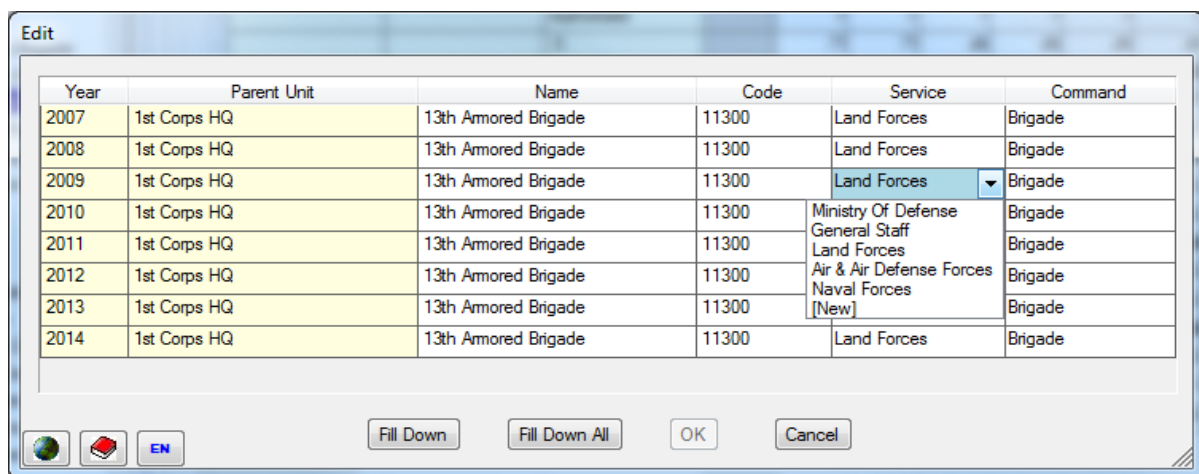 Edit
Year Parent Unit Name Code Service Command
2007 1st Corps HQ 13th Armored Brigade 11300 Land Forces Brigade
2008 1st Corps HQ 13th Armored Brigade 11300 Land Forces Brigade
2009 1st Corps HQ 13th Armored Brigade 11300 Land Forces Brigade
2010 1st Corps HQ 13th Armored Brigade 11300 Ministry Of Defense Brigade
General Staff
2011 1st Corps HQ 13th Armored Brigade 11300 Land Forces Brigade
2012 1st Corps HQ 13th Armored Brigade 11300 Air & Air Defense Forces Brigade
Naval Forces
2013 1st Corps HQ 13th Armored Brigade 11300 [New] Brigade
2014 1st Corps HQ 13th Armored Brigade 11300 Land Forces Brigade
Fill Down Fill Down All OK Cancel
EN